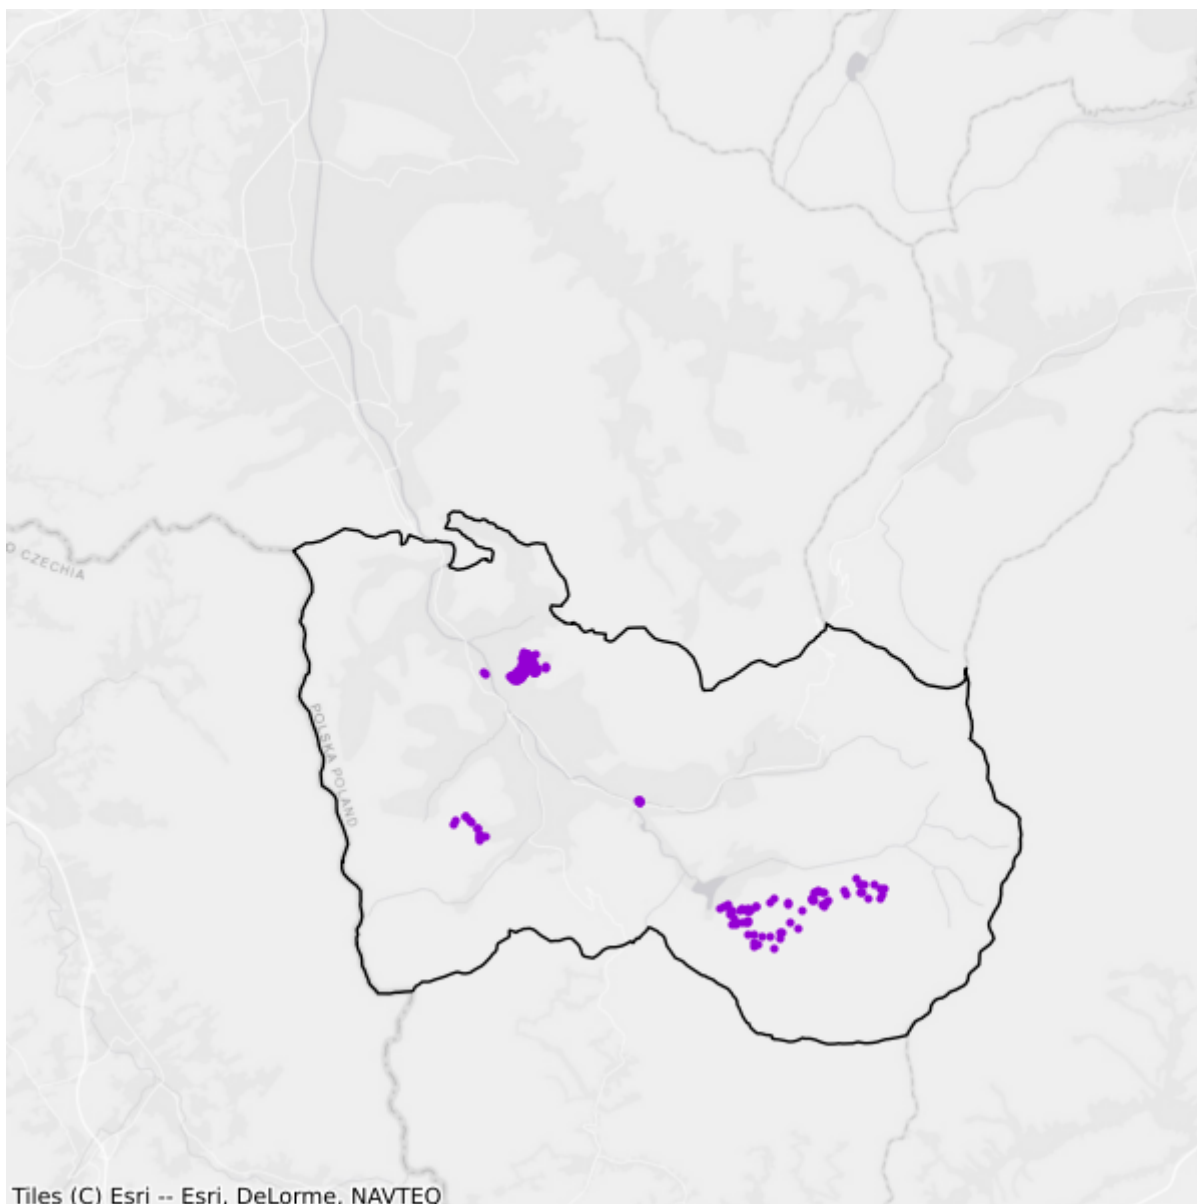 O CZECHIA
POLSKA POLAND
Tiles (C) Esri -- Esri, DeLorme, NAVTEQ